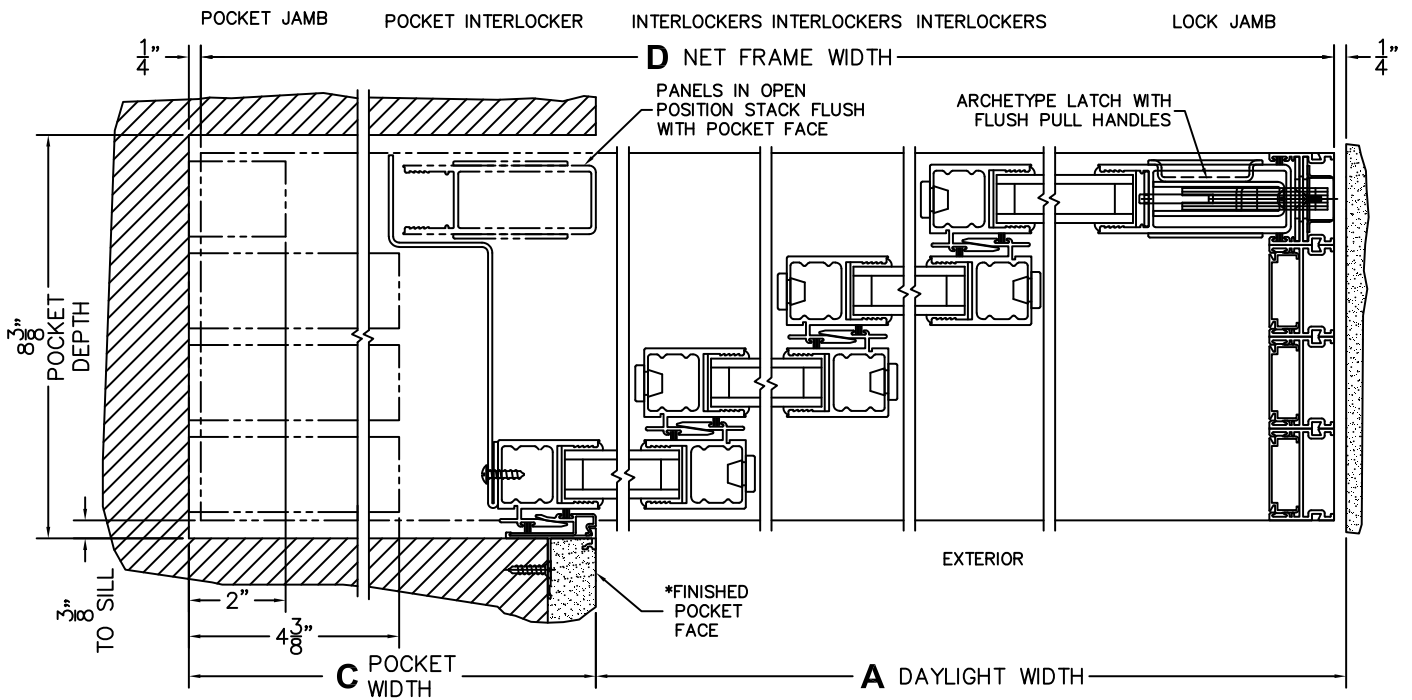 POCKET JAMB
POCKET INTERLOCKER
INTERLOCKERS INTERLOCKERS INTERLOCKERS
LOCK JAMB
1/4"
D NET FRAME WIDTH
1/4"
PANELS IN OPEN
POSITION STACK FLUSH
WITH POCKET FACE
ARCHETYPE LATCH WITH
FLUSH PULL HANDLES
8 3/8"
POCKET
DEPTH
EXTERIOR
3/8"
TO SILL
2"
4 3/8"
*FINISHED
POCKET
FACE
C POCKET
WIDTH
A DAYLIGHT WIDTH